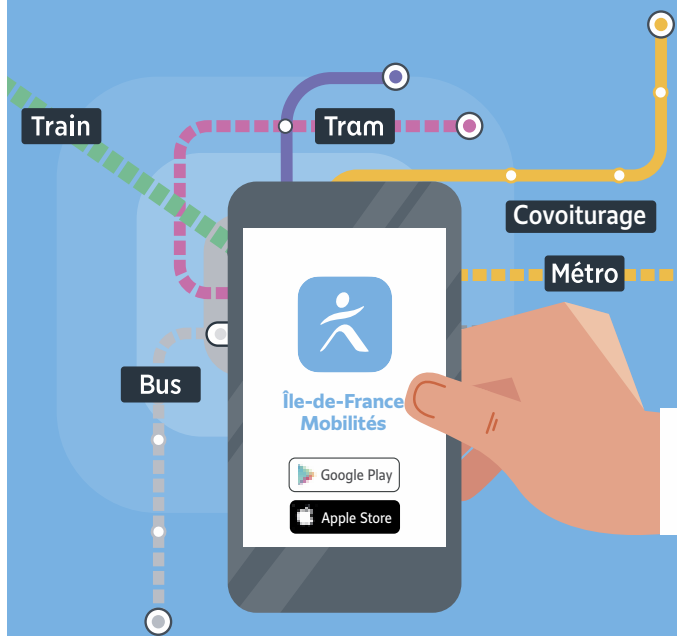 Train
Tram
Covoiturage
Métro
Bus
Île-de-France
Mobilités
Google Play
Apple Store